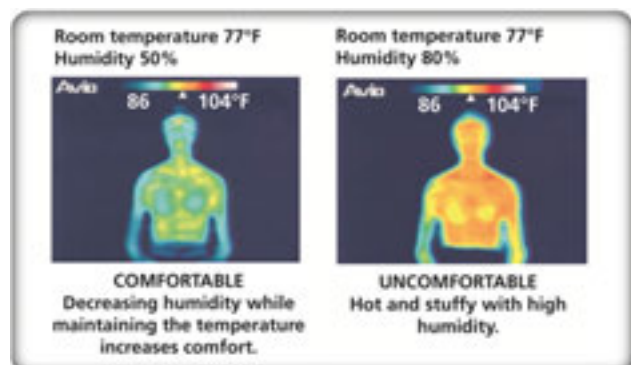 Room temperature 77°F
Humidity 50%
Avio
86 104°F
COMFORTABLE
Decreasing humidity while
maintaining the temperature
increases comfort.
Room temperature 77°F
Humidity 80%
Avio
86 104°F
UNCOMFORTABLE
Hot and stuffy with high
humidity.